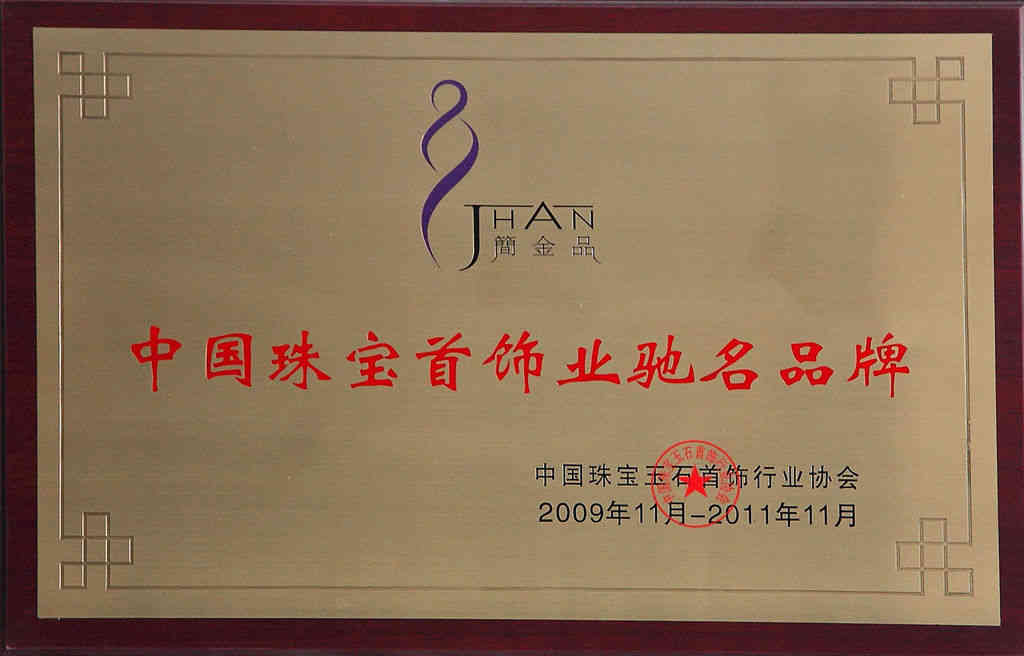 JHAN
簡金品
中国珠宝首饰业驰名品牌
中国珠宝玉石首饰行业协会
2009年11月-2011年11月